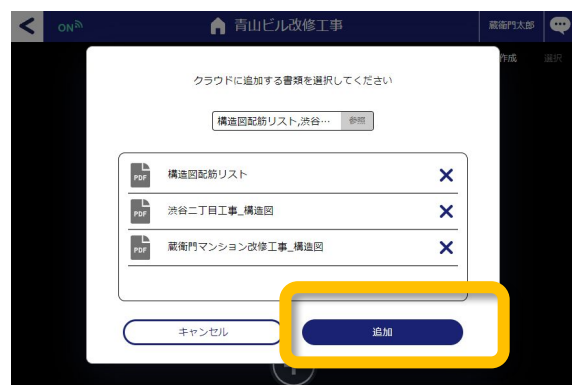 ON
青山ビル改修工事
蔵衛門太郎
作成
選択
クラウドに追加する書類を選択してください
構造図配筋リスト,渋谷…
参照
PDF 構造図配筋リスト
PDF 渋谷二丁目工事_構造図
PDF 蔵衛門マンション改修工事_構造図
キャンセル
追加